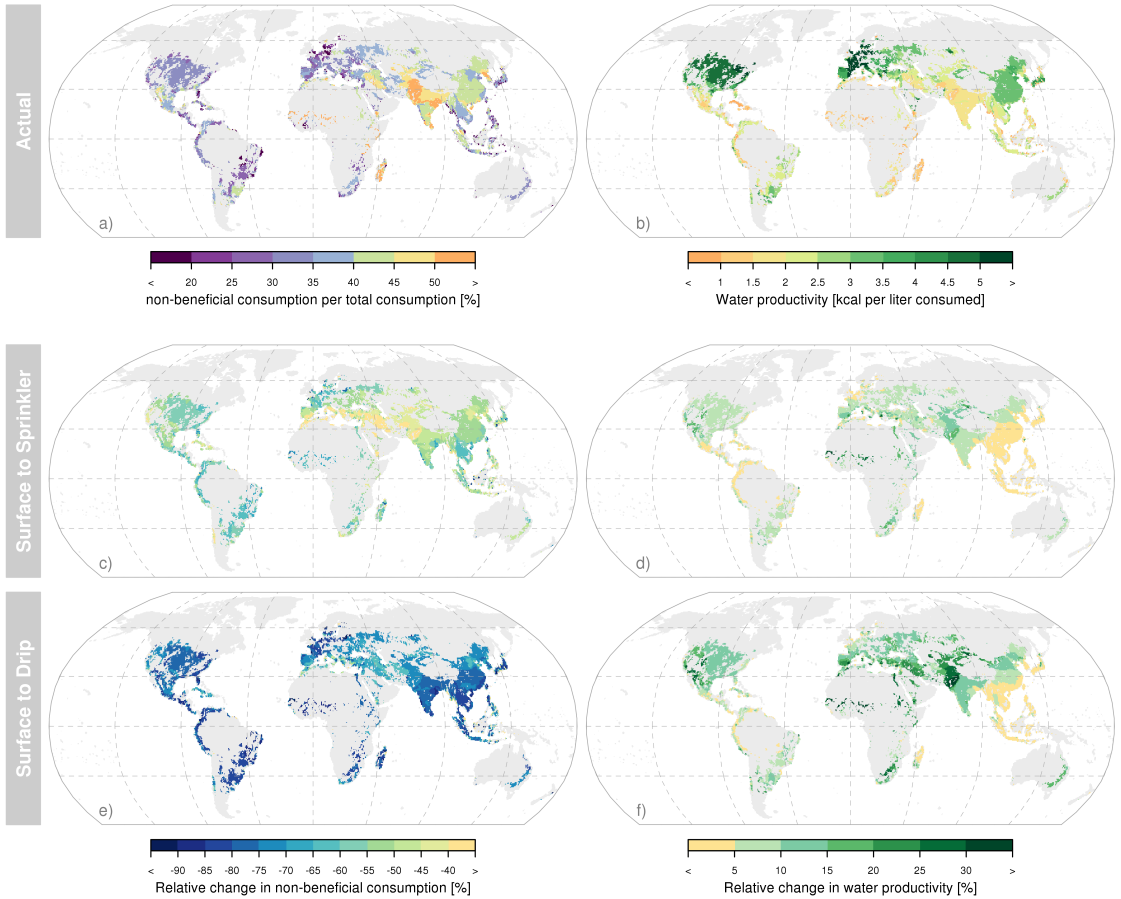 Actual
a)
b)
< 20 25 30 35 40 45 50 >
non-beneficial consumption per total consumption [%]
< 1 1.5 2 2.5 3 3.5 4 4.5 5 >
Water productivity [kcal per liter consumed]
Surface to Sprinkler
c)
d)
Surface to Drip
e)
f)
< -90 -85 -80 -75 -70 -65 -60 -55 -50 -45 -40 >
Relative change in non-beneficial consumption [%]
< 5 10 15 20 25 30 >
Relative change in water productivity [%]